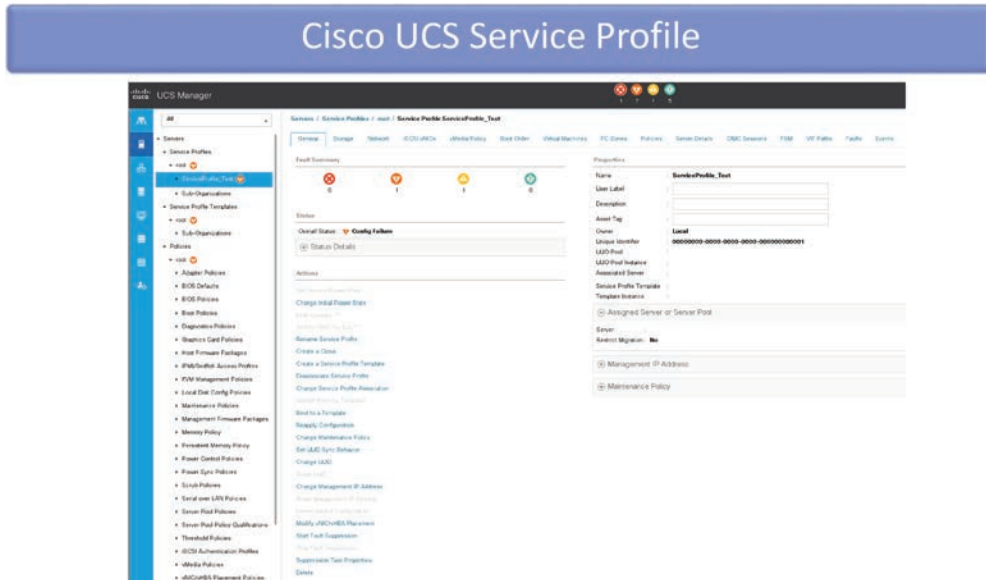 Cisco UCS Service Profile
cisco UCS Manager
1 7 1 5
All
Servers / Service Profiles / root / Service Profile ServiceProfile_Test
Servers
Service Profiles
root
ServiceProfile_Test
Sub-Organizations
Service Profile Templates
root
Sub-Organizations
Policies
root
Adapter Policies
BIOS Defaults
BIOS Policies
Boot Policies
Diagnostics Policies
Graphics Card Policies
Host Firmware Packages
IPMI/Redfish Access Profiles
KVM Management Policies
Local Disk Config Policies
Maintenance Policies
Management Firmware Packages
Memory Policy
Persistent Memory Policy
Power Control Policies
Power Sync Policies
Scrub Policies
Serial over LAN Policies
Server Pool Policies
Server Pool Policy Qualifications
Threshold Policies
iSCSI Authentication Profiles
vMedia Policies
vNIC/vHBA Placement Policies
General Storage Network iSCSI vNICs vMedia Policy Boot Order Virtual Machines FC Zones Policies Server Details CIMC Sessions FSM VIF Paths Faults Events
Fault Summary
0 1 0 0
Status
Overall Status : Config Failure
Status Details
Actions
Change Initial Power State
Rename Service Profile
Create a Clone
Create a Service Profile Template
Disassociate Service Profile
Change Service Profile Association
Bind to a Template
Reapply Configuration
Change Maintenance Policy
Set UUID Sync Behavior
Change UUID
Change Management IP Address
Modify vNIC/vHBA Placement
Start Fault Suppression
Suppression Task Properties
Delete
Properties
Name : ServiceProfile_Test
User Label :
Description :
Asset Tag :
Owner : Local
Unique Identifier : 00000000-0000-0000-0000-000000000001
UUID Pool :
UUID Pool Instance :
Associated Server :
Service Profile Template :
Template Instance :
Assigned Server or Server Pool
Server :
Restrict Migration : No
Management IP Address
Maintenance Policy